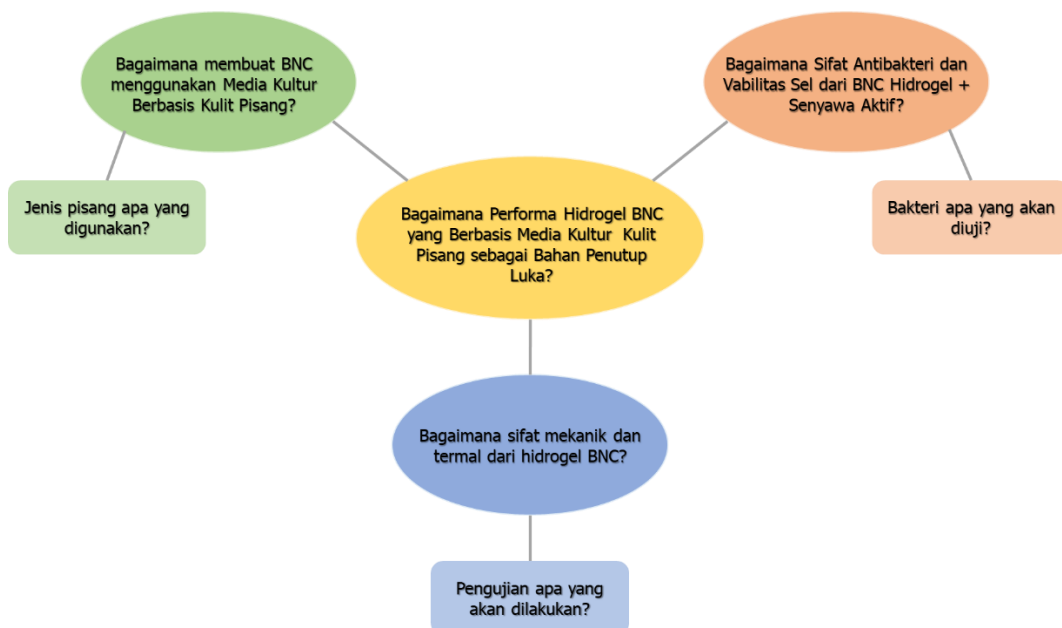 Bagaimana membuat BNC
menggunakan Media Kultur
Berbasis Kulit Pisang?
Bagaimana Sifat Antibakteri dan
Vabilitas Sel dari BNC Hidrogel +
Senyawa Aktif?
Jenis pisang apa yang
digunakan?
Bagaimana Performa Hidrogel BNC
yang Berbasis Media Kultur Kulit
Pisang sebagai Bahan Penutup
Luka?
Bakteri apa yang akan
diuji?
Bagaimana sifat mekanik dan
termal dari hidrogel BNC?
Pengujian apa yang
akan dilakukan?